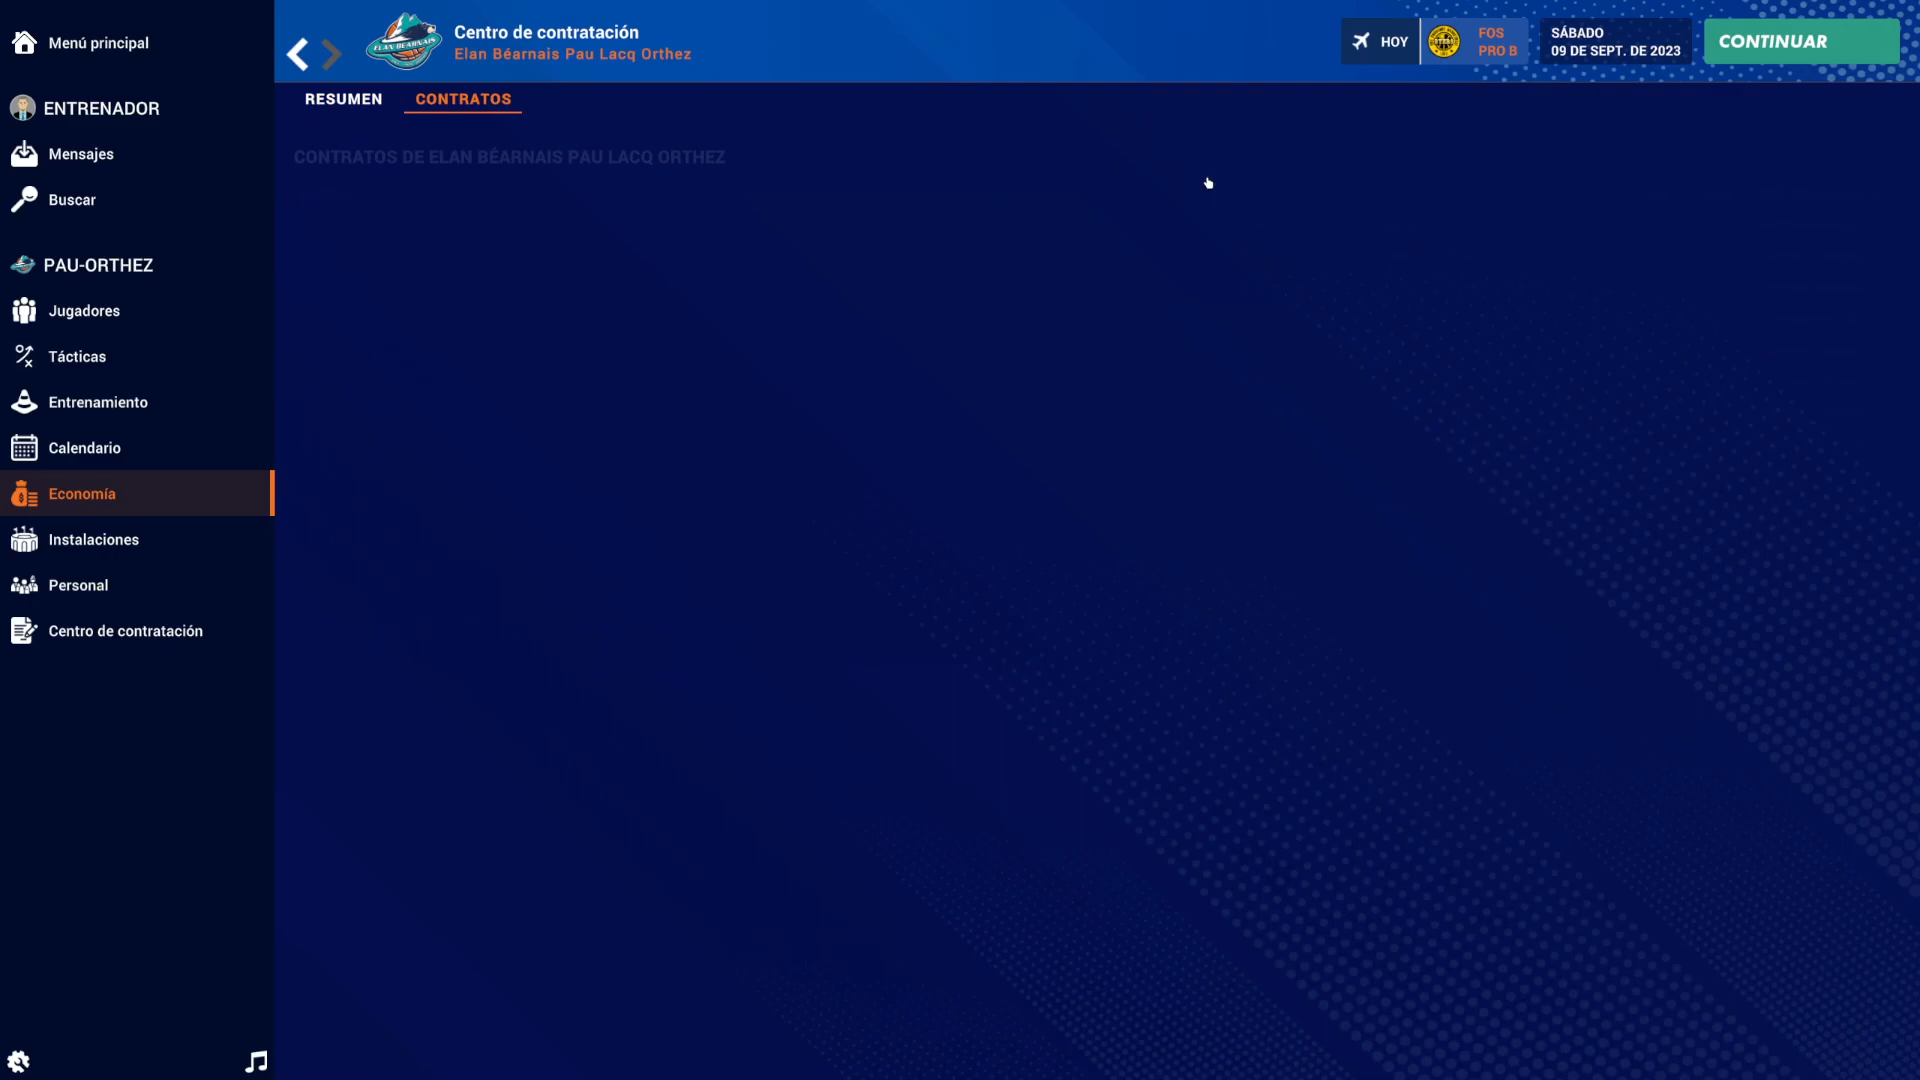 Menú principal
ENTRENADOR
Mensajes
Buscar
PAU-ORTHEZ
Jugadores
Tácticas
Entrenamiento
Calendario
Economía
Instalaciones
Personal
Centro de contratación
ELAN BÉARNAIS
Centro de contratación
Elan Béarnais Pau Lacq Orthez
HOY
FOS
PRO B
SÁBADO
09 DE SEPT. DE 2023
CONTINUAR
RESUMEN
CONTRATOS
CONTRATOS DE ELAN BÉARNAIS PAU LACQ ORTHEZ